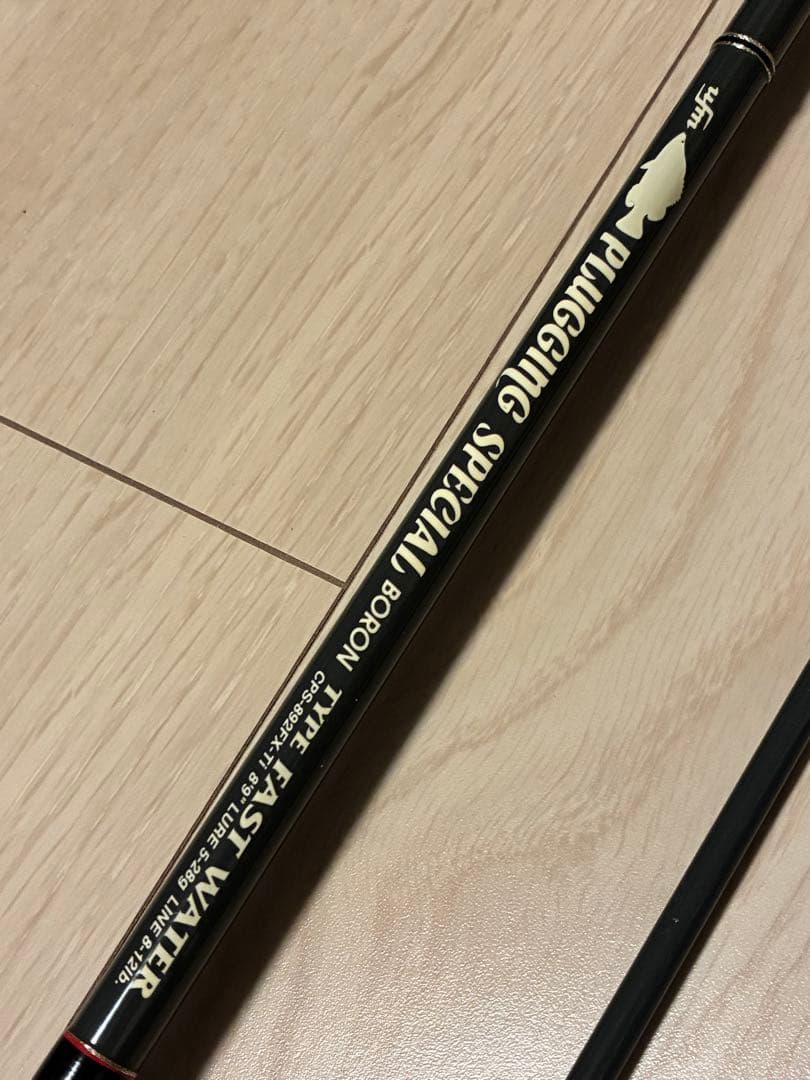 ufm
PLUGGING SPECIAL BORON TYPE FAST WATER
CPS-892FX-Ti 8'9" LURE 5-28g LINE 8-12lb.